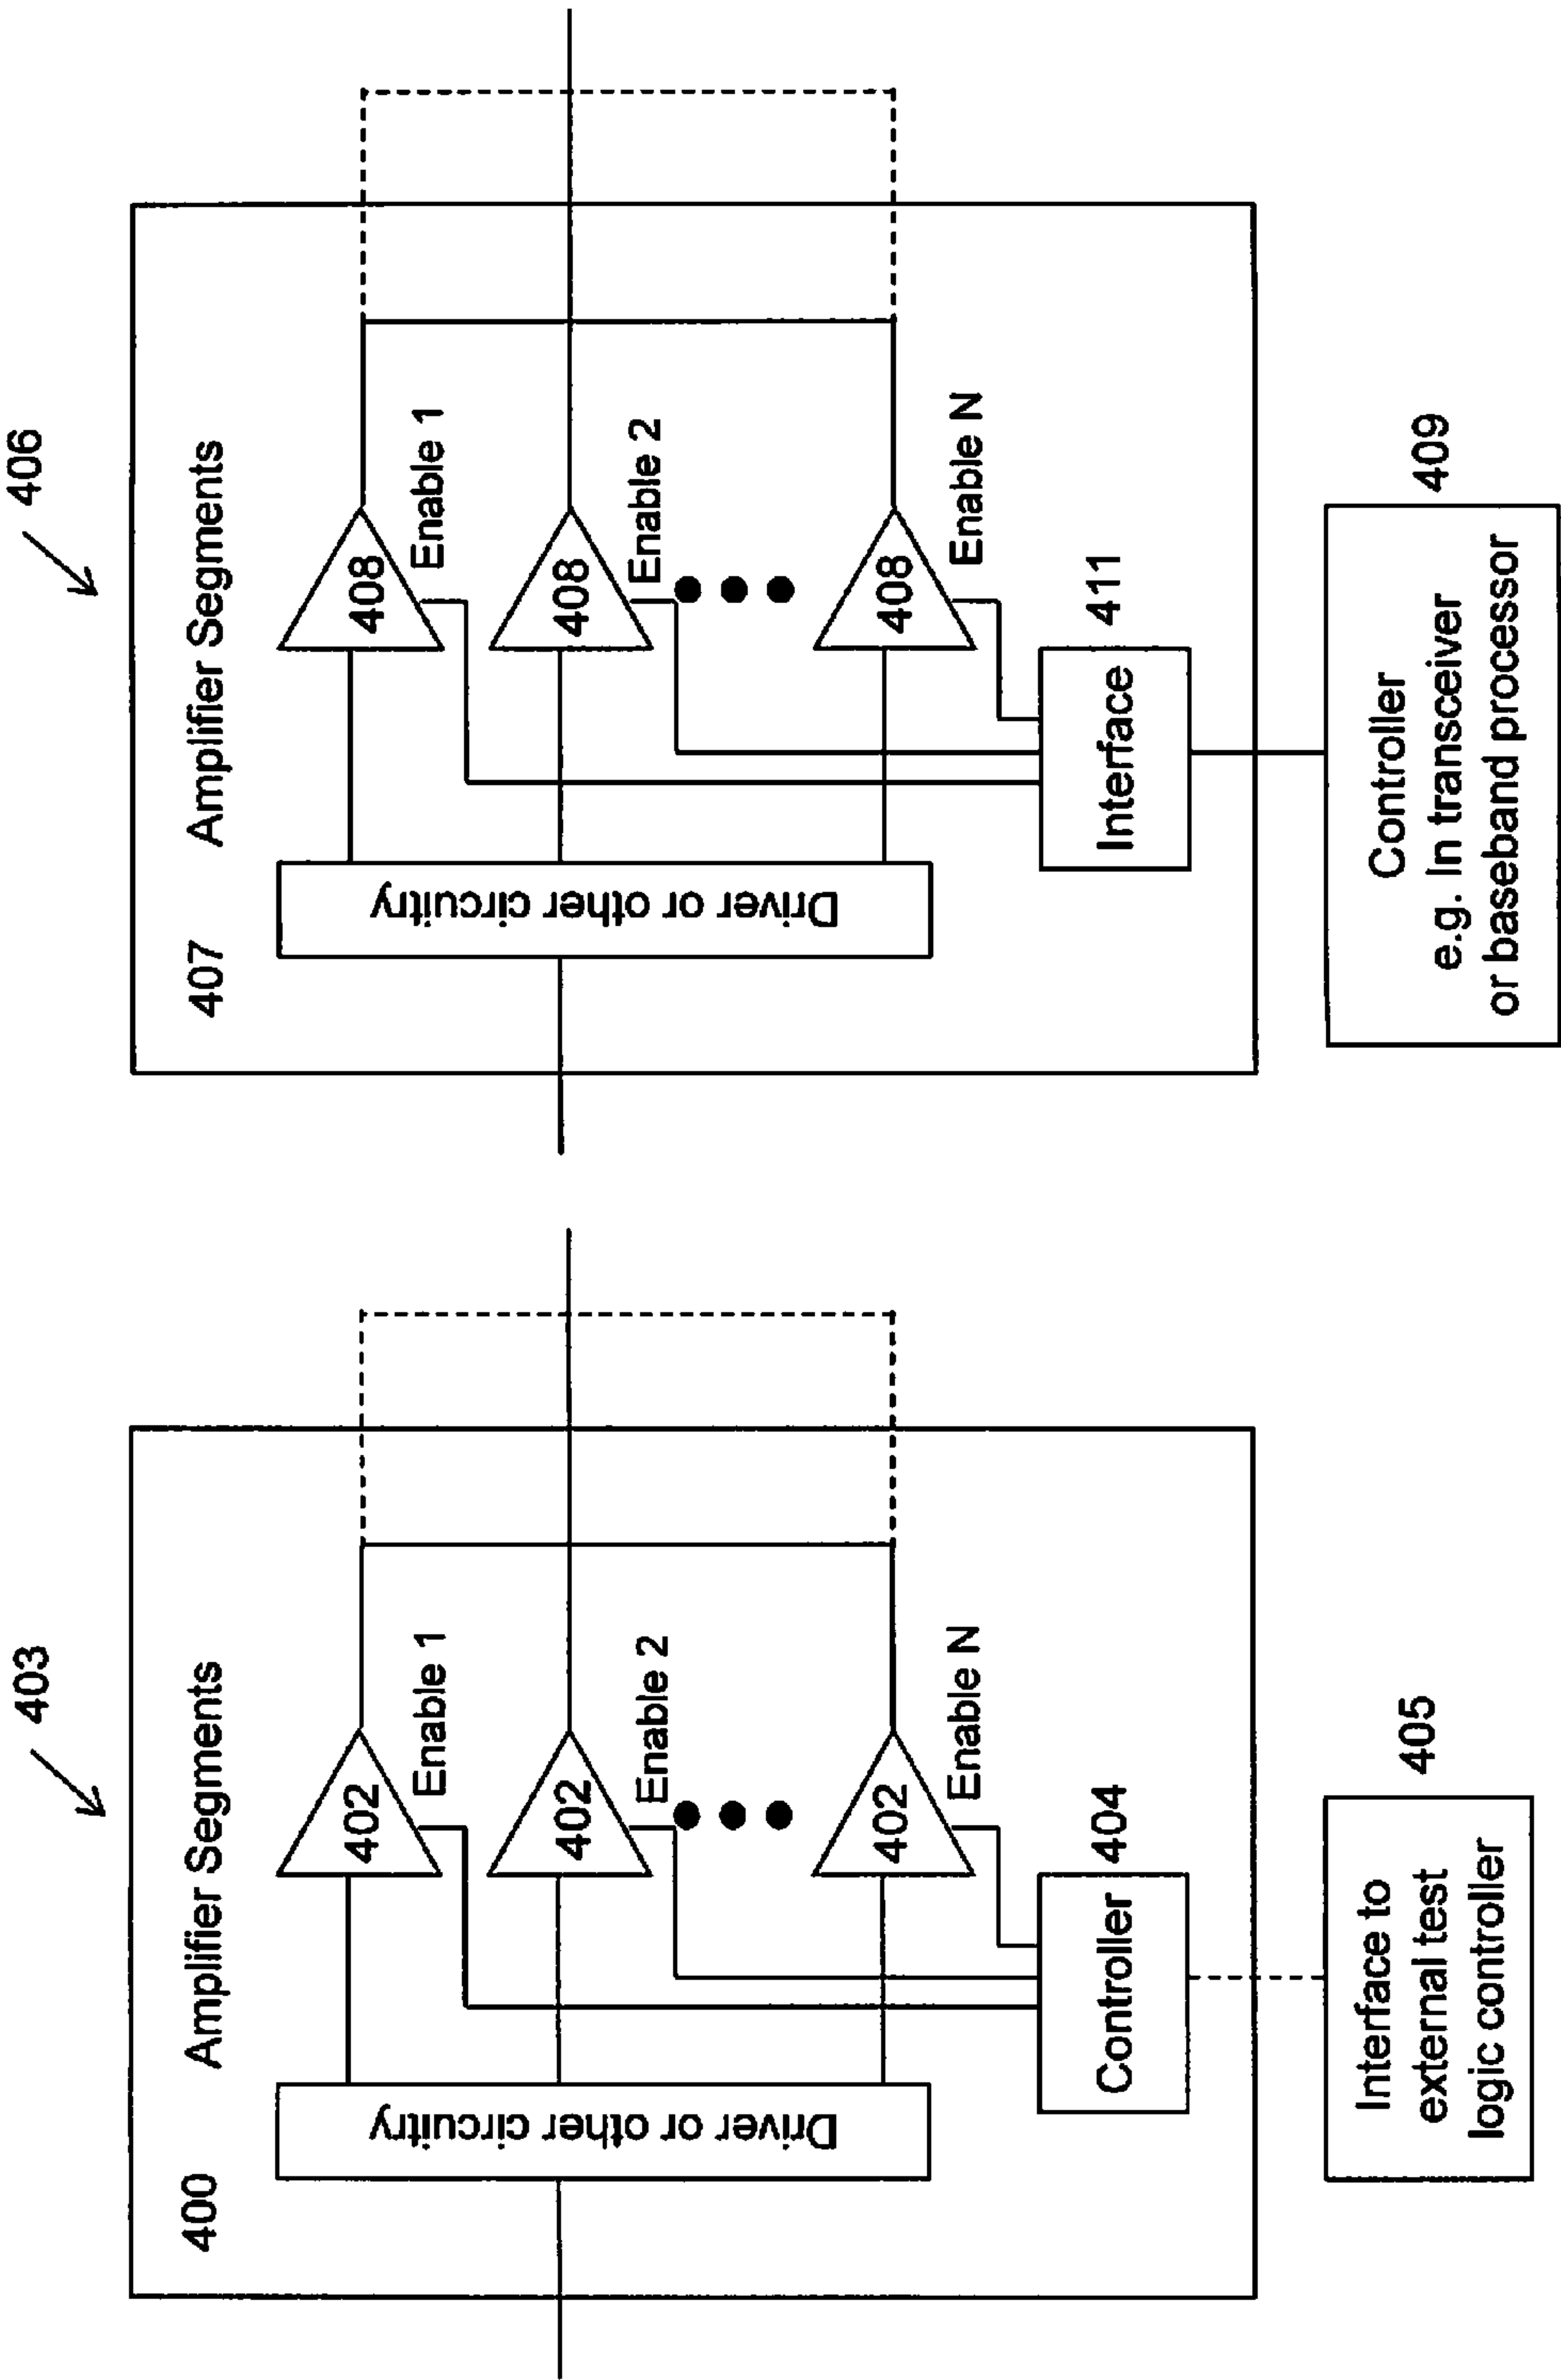 403
400 Amplifier Segments
Driver or other circuitry
402
Enable 1
402
Enable 2
402
Enable N
Controller
404
Interface to
external test
logic controller
405
406
407 Amplifier Segments
Driver or other circuitry
408
Enable 1
408
Enable 2
408
Enable N
Interface
411
Controller
e.g. In transceiver
or baseband processor
409